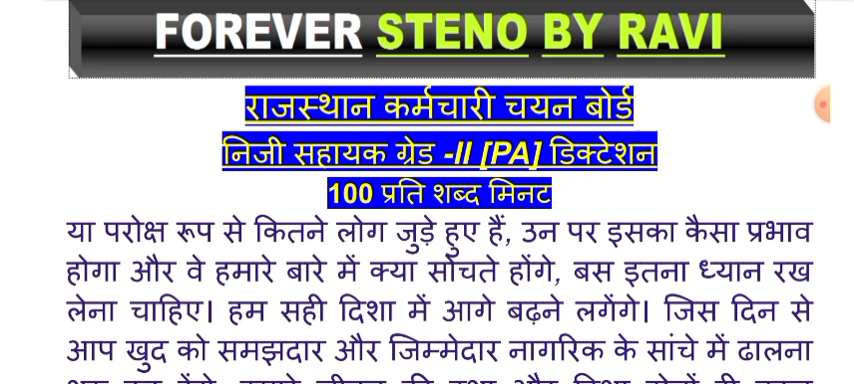 FOREVER STENO BY RAVI
राजस्थान कर्मचारी चयन बोर्ड
निजी सहायक ग्रेड -II [PA] डिक्टेशन
100 प्रति शब्द मिनट
या परोक्ष रूप से कितने लोग जुड़े हुए हैं, उन पर इसका कैसा प्रभाव
होगा और वे हमारे बारे में क्या सोचते होंगे, बस इतना ध्यान रख
लेना चाहिए। हम सही दिशा में आगे बढ़ने लगेंगे। जिस दिन से
आप खुद को समझदार और जिम्मेदार नागरिक के सांचे में ढालना